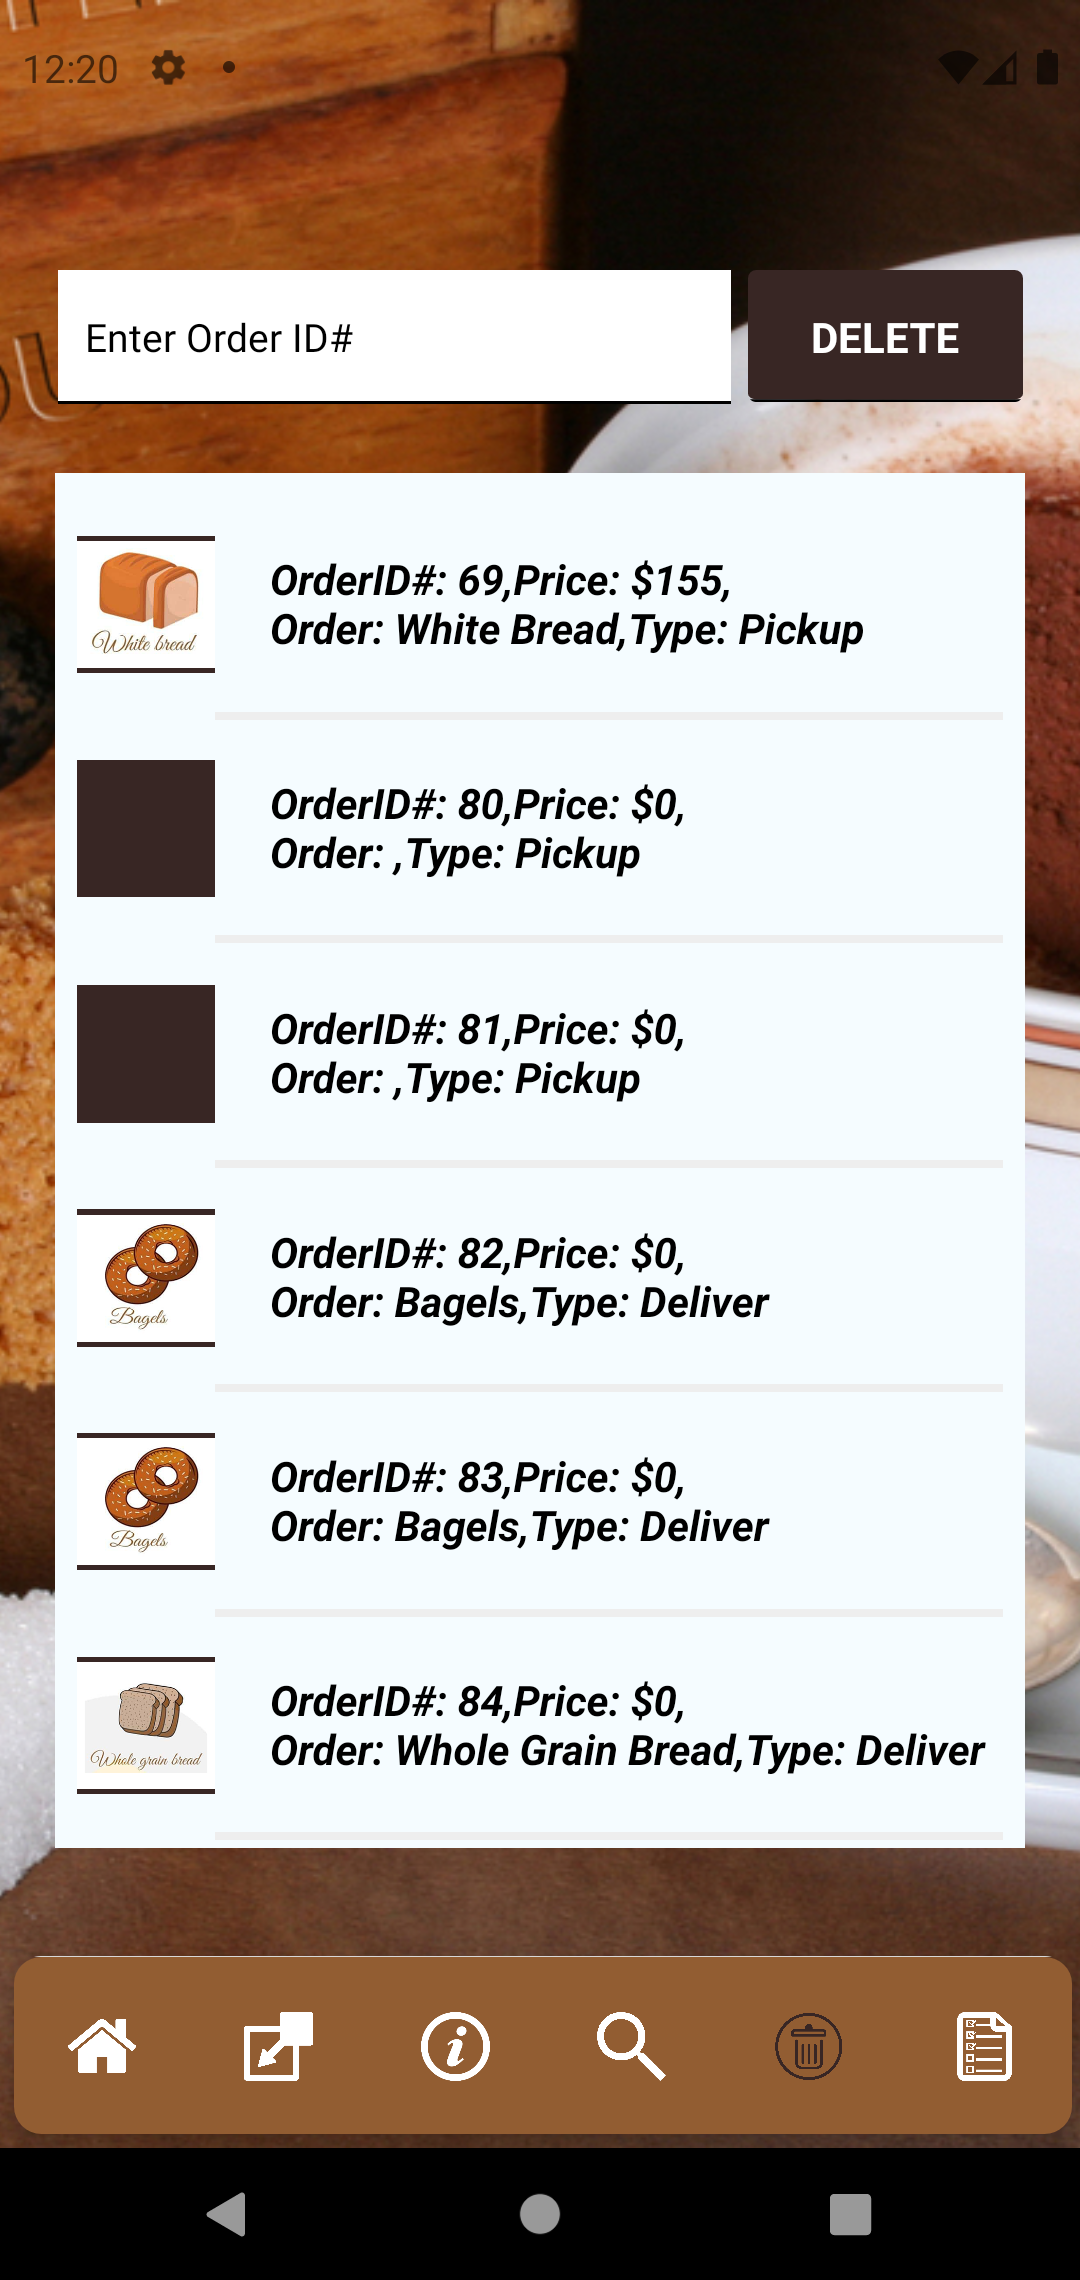 12:20
Enter Order ID#
DELETE
OrderID#: 69,Price: $155,
Order: White Bread,Type: Pickup
White bread
OrderID#: 80,Price: $0,
Order: ,Type: Pickup
OrderID#: 81,Price: $0,
Order: ,Type: Pickup
OrderID#: 82,Price: $0,
Order: Bagels,Type: Deliver
Bagels
OrderID#: 83,Price: $0,
Order: Bagels,Type: Deliver
Bagels
OrderID#: 84,Price: $0,
Order: Whole Grain Bread,Type: Deliver
Whole grain bread